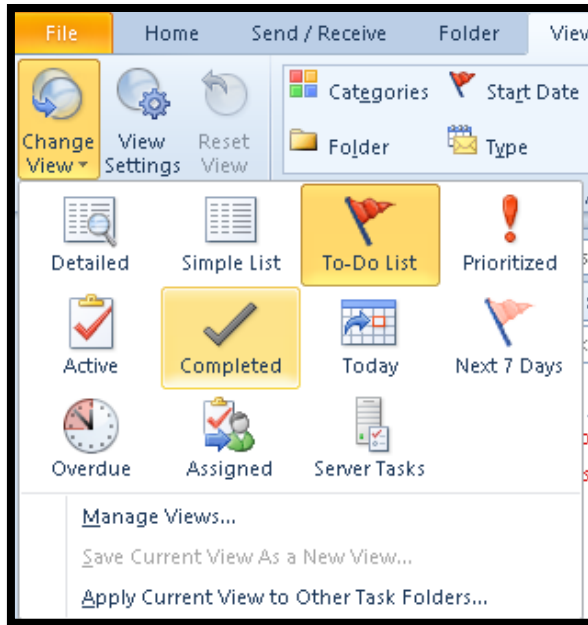 File Home Send / Receive Folder View
Categories Start Date
Change View Reset Folder Type
View Settings View
Detailed Simple List To-Do List Prioritized
Active Completed Today Next 7 Days
Overdue Assigned Server Tasks
Manage Views...
Save Current View As a New View...
Apply Current View to Other Task Folders...